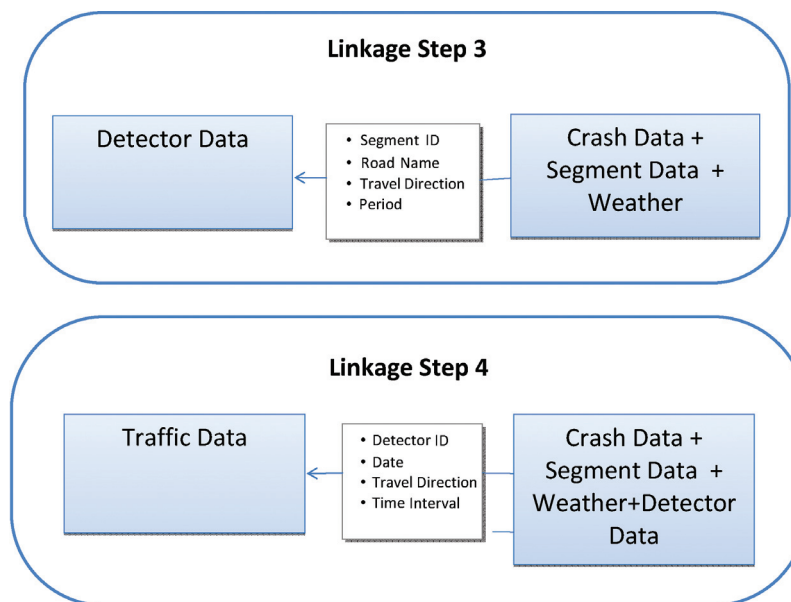 Linkage Step 3
Detector Data
• Segment ID
• Road Name
• Travel Direction
• Period
Crash Data +
Segment Data +
Weather
Linkage Step 4
Traffic Data
• Detector ID
• Date
• Travel Direction
• Time Interval
Crash Data +
Segment Data +
Weather+Detector
Data